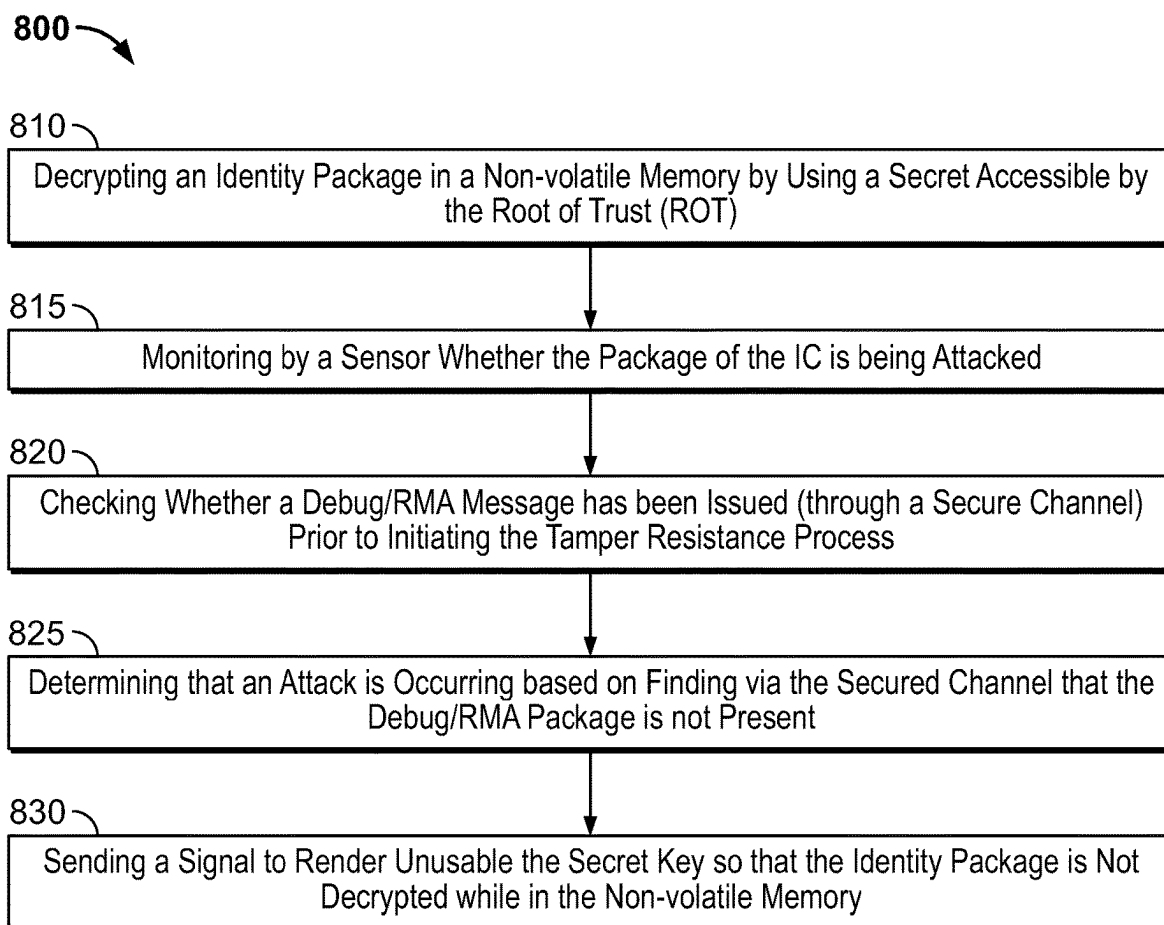 800
810
Decrypting an Identity Package in a Non-volatile Memory by Using a Secret Accessible by
the Root of Trust (ROT)
815
Monitoring by a Sensor Whether the Package of the IC is being Attacked
820
Checking Whether a Debug/RMA Message has been Issued (through a Secure Channel)
Prior to Initiating the Tamper Resistance Process
825
Determining that an Attack is Occurring based on Finding via the Secured Channel that the
Debug/RMA Package is not Present
830
Sending a Signal to Render Unusable the Secret Key so that the Identity Package is Not
Decrypted while in the Non-volatile Memory